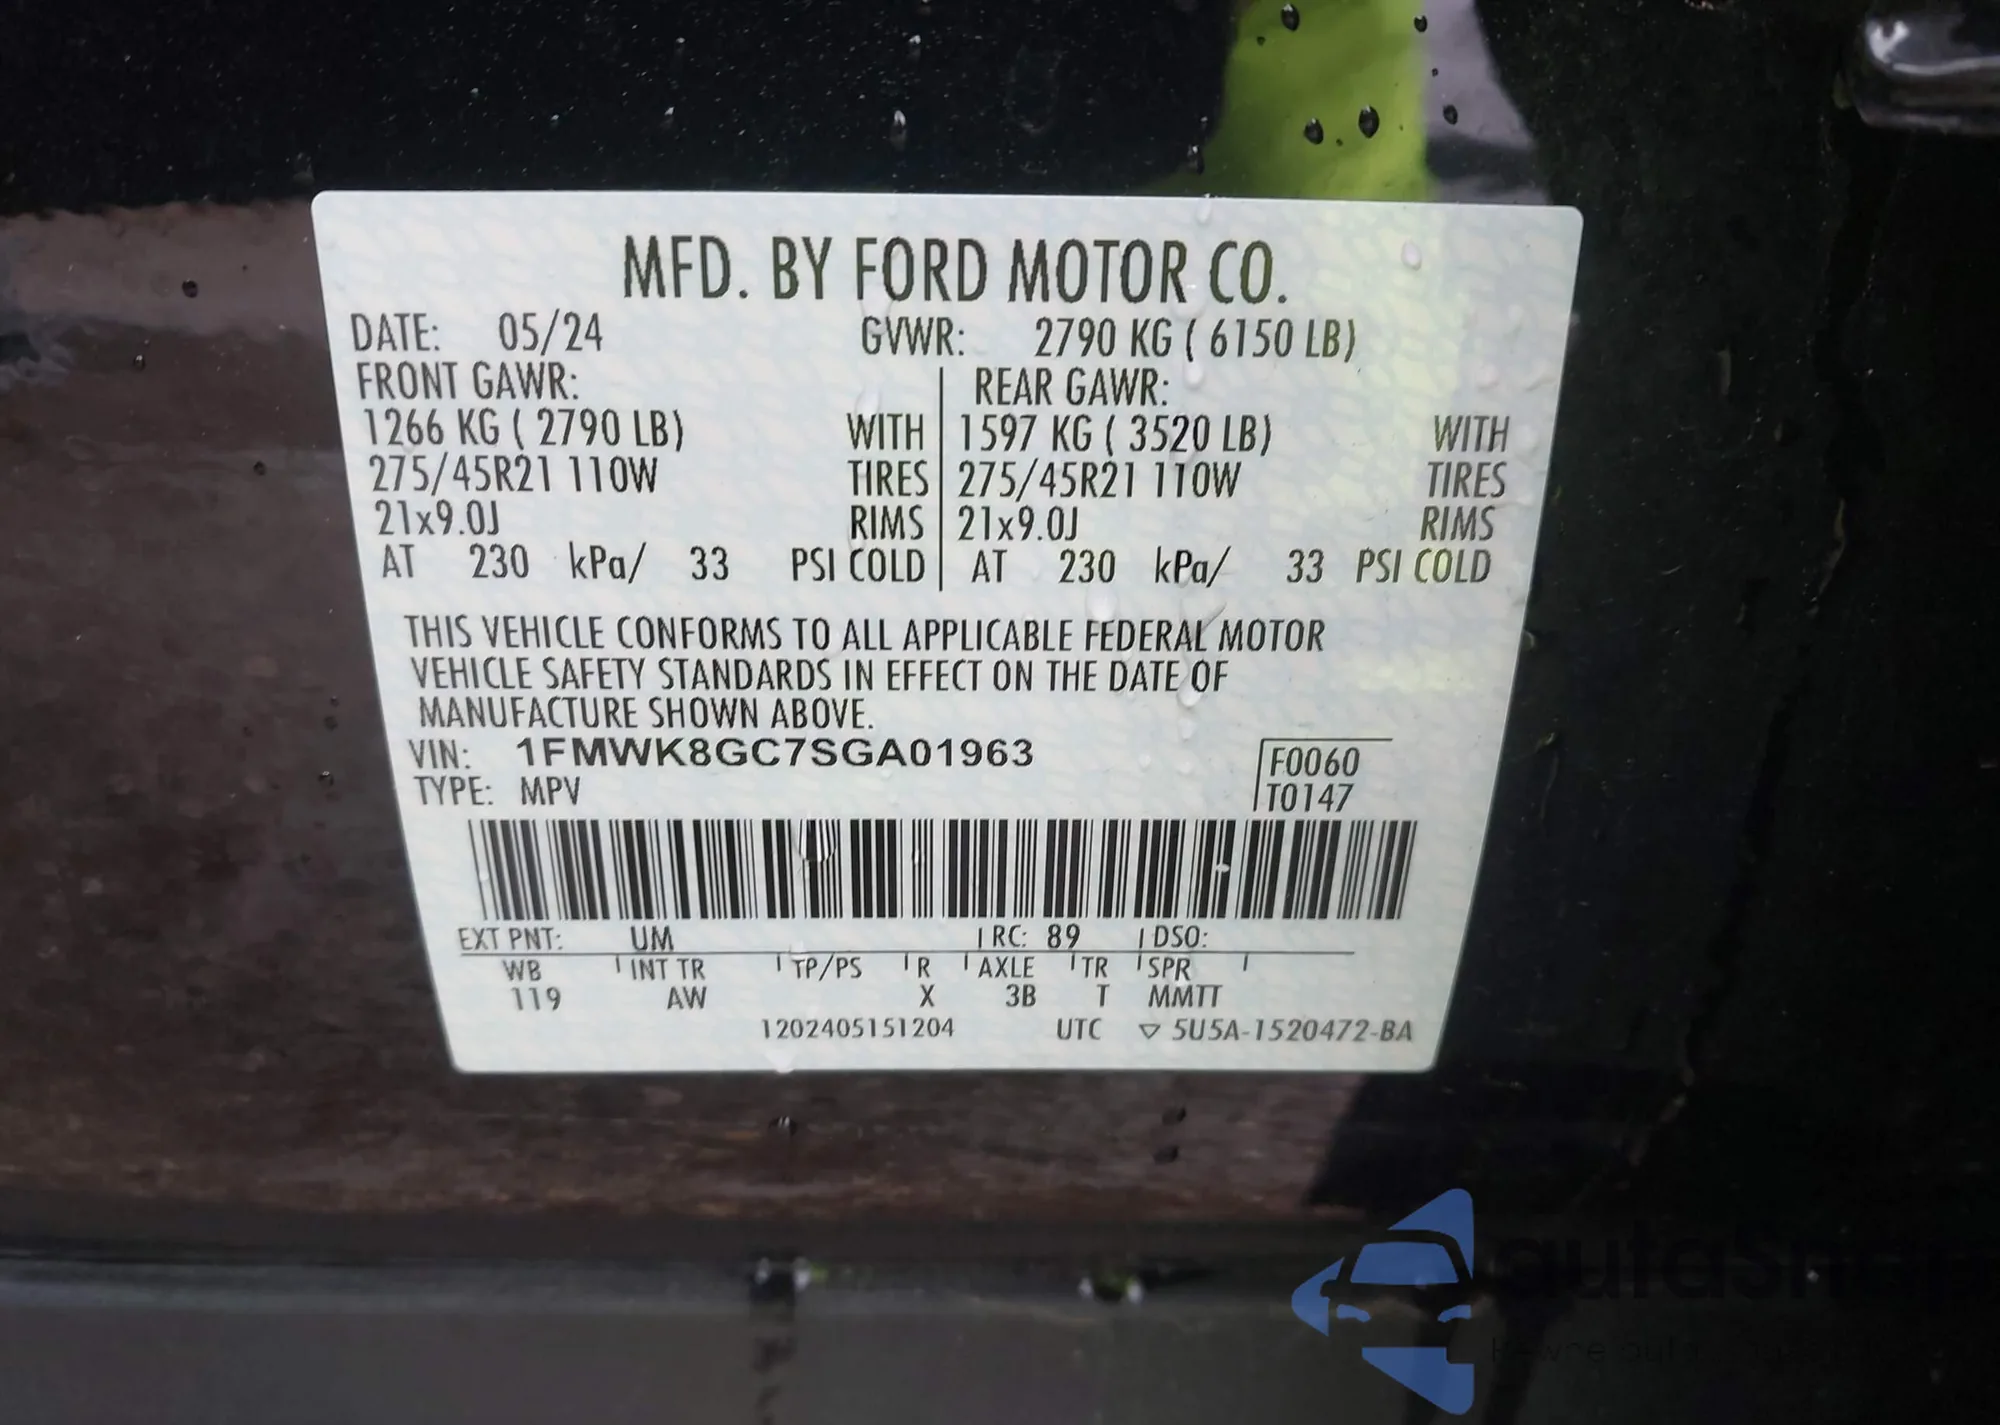 MFD. BY FORD MOTOR CO.
DATE: 05/24 GVWR: 2790 KG ( 6150 LB)
FRONT GAWR: REAR GAWR:
1266 KG ( 2790 LB) WITH 1597 KG ( 3520 LB) WITH
275/45R21 110W TIRES 275/45R21 110W TIRES
21x9.0J RIMS 21x9.0J RIMS
AT 230 kPa/ 33 PSI COLD AT 230 kPa/ 33 PSI COLD
THIS VEHICLE CONFORMS TO ALL APPLICABLE FEDERAL MOTOR
VEHICLE SAFETY STANDARDS IN EFFECT ON THE DATE OF
MANUFACTURE SHOWN ABOVE.
VIN: 1FMWK8GC7SGA01963 F0060
TYPE: MPV T0147
EXT PNT: UM RC: 89 DSO:
WB INT TR TP/PS R AXLE TR SPR
119 AW X 3B T MMTT
1202405151204 UTC ▽ 5U5A-1520472-BA